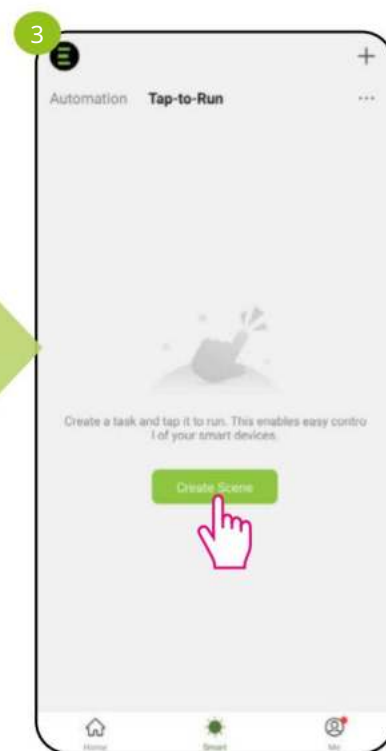 3
E
+
Automation Tap-to-Run ...
Create a task and tap it to run. This enables easy contro
l of your smart devices.
Create Scene
Home Smart Me